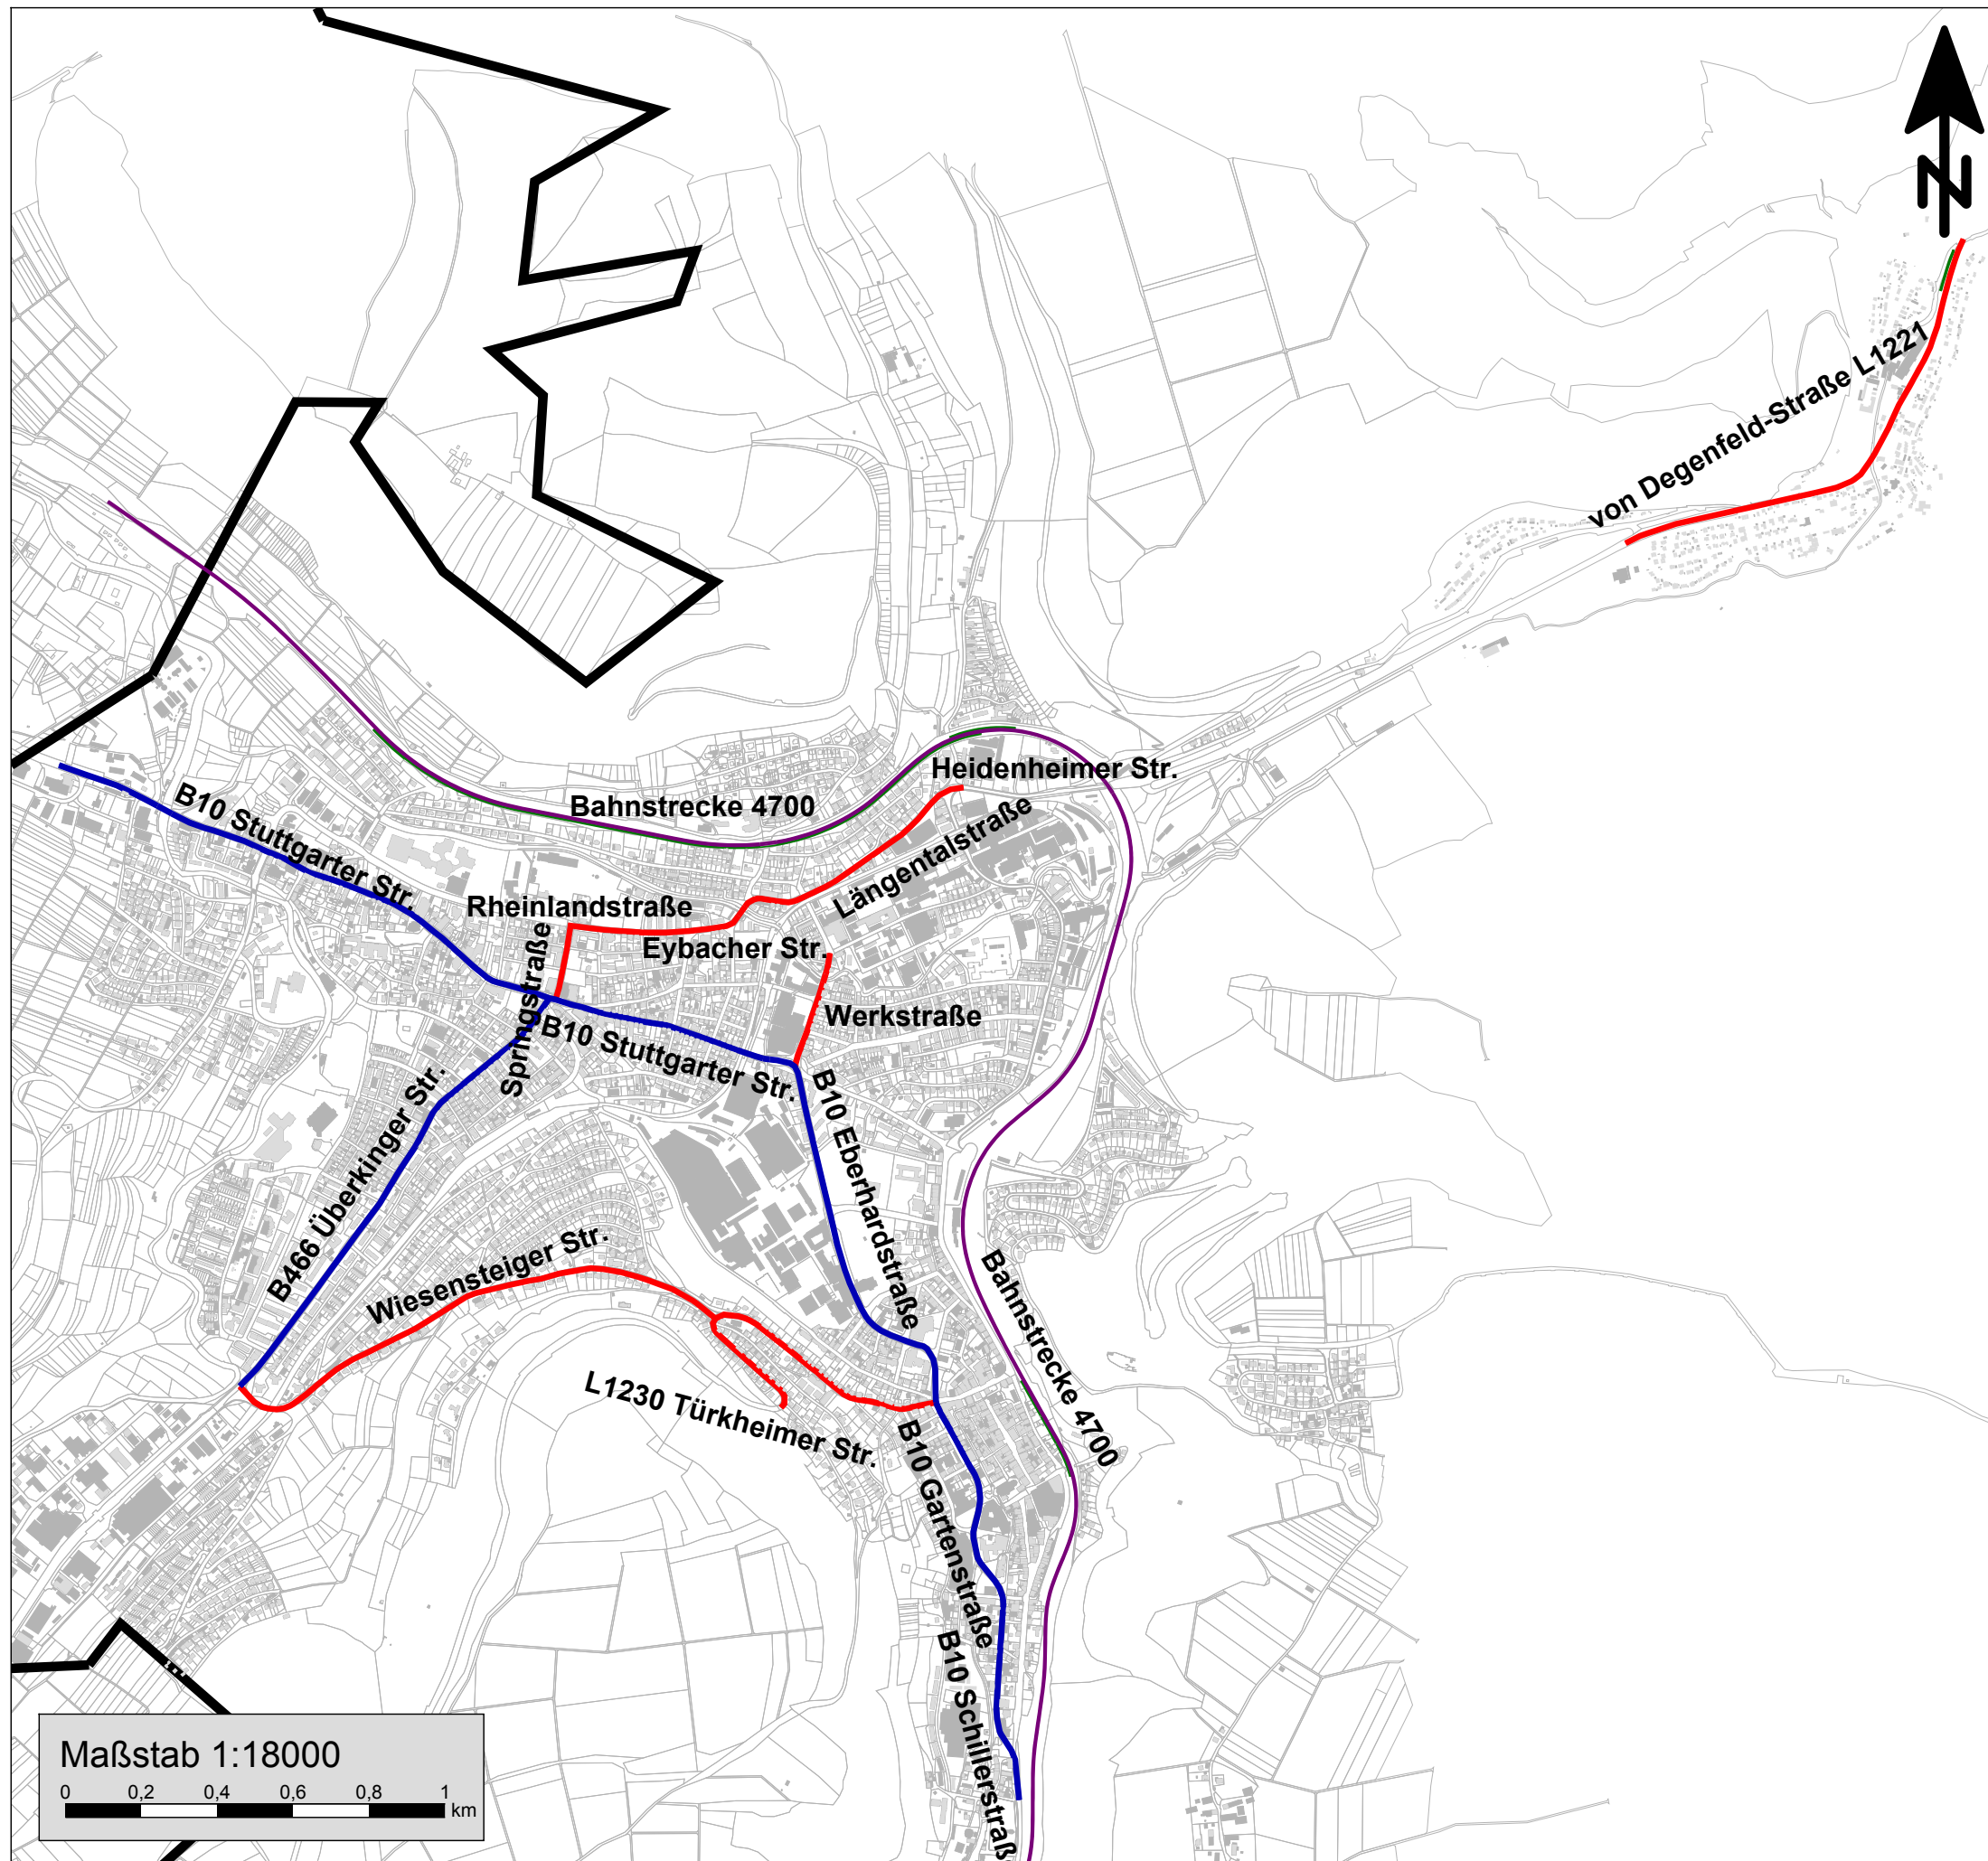 N
von Degenfeld-Straße L1221
Heidenheimer Str.
B10 Stuttgarter Str.
Bahnstrecke 4700
Längentalstraße
Rheinlandstraße
Eybacher Str.
Springstraße
Werkstraße
B10 Stuttgarter Str.
B466 Überkinger Str.
B10 Eberhardstraße
Wiesensteiger Str.
Bahnstrecke 4700
L1230 Türkheimer Str.
B10 Gartenstraße
B10 Schillerstraß
Maßstab 1:18000
0 0,2 0,4 0,6 0,8 1
km